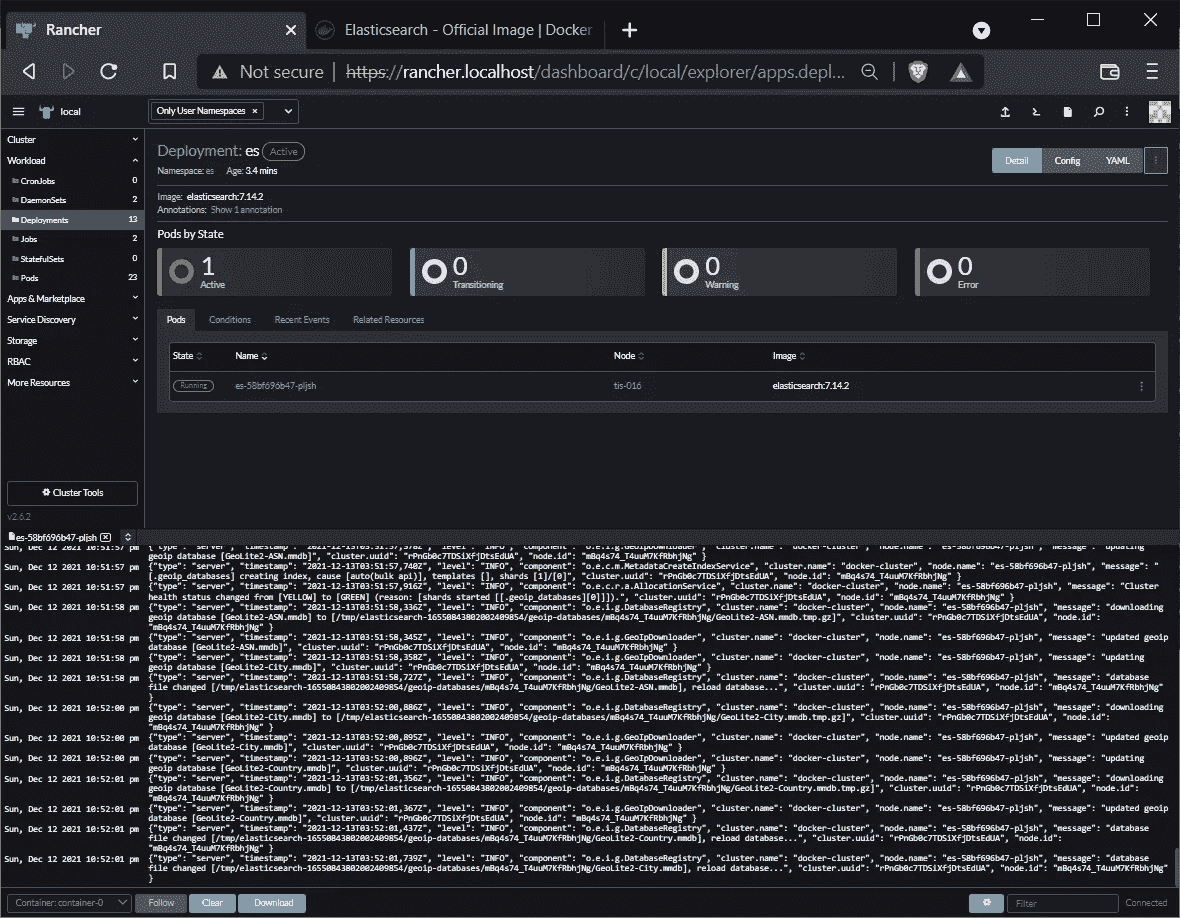 Rancher
Elasticsearch - Official Image | Docker
Not secure | https://rancher.localhost/dashboard/c/local/explorer/apps.depl...
local
Only User Namespaces ×
Cluster
Workload
CronJobs 0
DaemonSets 2
Deployments 13
Jobs 2
StatefulSets 0
Pods 23
Apps & Marketplace
Service Discovery
Storage
RBAC
More Resources
Cluster Tools
v2.6.2
Deployment: es Active
Namespace: es Age: 3.4 mins
Detail Config YAML
Image: elasticsearch:7.14.2
Annotations: Show 1 annotation
Pods by State
1 Active
0 Transitioning
0 Warning
0 Error
Pods Conditions Recent Events Related Resources
State Name Node Image
Running es-58bf696b47-pljsh tis-016 elasticsearch:7.14.2
es-58bf696b47-pljsh
Sun, Dec 12 2021 10:51:57 pm {"type": "server", "timestamp": "2021-12-13T03:51:57,378Z", "level": "INFO", "component": "o.e.i.g.GeoIpDownloader", "cluster.name": "docker-cluster", "node.name": "es-58bf696b47-pljsh", "message": "updating
geoip database [GeoLite2-ASN.mmdb]", "cluster.uuid": "rPnGb0c7TDSiXfjDtsEdUA", "node.id": "mBq4s74_T4uuM7KfRbhjNg" }
Sun, Dec 12 2021 10:51:57 pm {"type": "server", "timestamp": "2021-12-13T03:51:57,740Z", "level": "INFO", "component": "o.e.c.m.MetadataCreateIndexService", "cluster.name": "docker-cluster", "node.name": "es-58bf696b47-pljsh", "message": "
[.geoip_databases] creating index, cause [auto(bulk api)], templates [], shards [1]/[0]", "cluster.uuid": "rPnGb0c7TDSiXfjDtsEdUA", "node.id": "mBq4s74_T4uuM7KfRbhjNg" }
Sun, Dec 12 2021 10:51:57 pm {"type": "server", "timestamp": "2021-12-13T03:51:57,916Z", "level": "INFO", "component": "o.e.c.r.a.AllocationService", "cluster.name": "docker-cluster", "node.name": "es-58bf696b47-pljsh", "message": "Cluster
health status changed from [YELLOW] to [GREEN] (reason: [shards started [[.geoip_databases][0]]]).", "cluster.uuid": "rPnGb0c7TDSiXfjDtsEdUA", "node.id": "mBq4s74_T4uuM7KfRbhjNg" }
Sun, Dec 12 2021 10:51:58 pm {"type": "server", "timestamp": "2021-12-13T03:51:58,336Z", "level": "INFO", "component": "o.e.i.g.DatabaseRegistry", "cluster.name": "docker-cluster", "node.name": "es-58bf696b47-pljsh", "message": "downloading
geoip database [GeoLite2-ASN.mmdb] to [/tmp/elasticsearch-16550843802002409854/geoip-databases/mBq4s74_T4uuM7KfRbhjNg/GeoLite2-ASN.mmdb.tmp.gz]", "cluster.uuid": "rPnGb0c7TDSiXfjDtsEdUA", "node.id":
"mBq4s74_T4uuM7KfRbhjNg" }
Sun, Dec 12 2021 10:51:58 pm {"type": "server", "timestamp": "2021-12-13T03:51:58,345Z", "level": "INFO", "component": "o.e.i.g.GeoIpDownloader", "cluster.name": "docker-cluster", "node.name": "es-58bf696b47-pljsh", "message": "updated geoip
database [GeoLite2-ASN.mmdb]", "cluster.uuid": "rPnGb0c7TDSiXfjDtsEdUA", "node.id": "mBq4s74_T4uuM7KfRbhjNg" }
Sun, Dec 12 2021 10:51:58 pm {"type": "server", "timestamp": "2021-12-13T03:51:58,358Z", "level": "INFO", "component": "o.e.i.g.GeoIpDownloader", "cluster.name": "docker-cluster", "node.name": "es-58bf696b47-pljsh", "message": "updating
geoip database [GeoLite2-City.mmdb]", "cluster.uuid": "rPnGb0c7TDSiXfjDtsEdUA", "node.id": "mBq4s74_T4uuM7KfRbhjNg" }
Sun, Dec 12 2021 10:51:58 pm {"type": "server", "timestamp": "2021-12-13T03:51:58,727Z", "level": "INFO", "component": "o.e.i.g.DatabaseRegistry", "cluster.name": "docker-cluster", "node.name": "es-58bf696b47-pljsh", "message": "database
file changed [/tmp/elasticsearch-16550843802002409854/geoip-databases/mBq4s74_T4uuM7KfRbhjNg/GeoLite2-ASN.mmdb], reload database...", "cluster.uuid": "rPnGb0c7TDSiXfjDtsEdUA", "node.id": "mBq4s74_T4uuM7KfRbhjNg"
}
Sun, Dec 12 2021 10:52:00 pm {"type": "server", "timestamp": "2021-12-13T03:52:00,886Z", "level": "INFO", "component": "o.e.i.g.DatabaseRegistry", "cluster.name": "docker-cluster", "node.name": "es-58bf696b47-pljsh", "message": "downloading
geoip database [GeoLite2-City.mmdb] to [/tmp/elasticsearch-16550843802002409854/geoip-databases/mBq4s74_T4uuM7KfRbhjNg/GeoLite2-City.mmdb.tmp.gz]", "cluster.uuid": "rPnGb0c7TDSiXfjDtsEdUA", "node.id":
"mBq4s74_T4uuM7KfRbhjNg" }
Sun, Dec 12 2021 10:52:00 pm {"type": "server", "timestamp": "2021-12-13T03:52:00,895Z", "level": "INFO", "component": "o.e.i.g.GeoIpDownloader", "cluster.name": "docker-cluster", "node.name": "es-58bf696b47-pljsh", "message": "updated geoip
database [GeoLite2-City.mmdb]", "cluster.uuid": "rPnGb0c7TDSiXfjDtsEdUA", "node.id": "mBq4s74_T4uuM7KfRbhjNg" }
Sun, Dec 12 2021 10:52:00 pm {"type": "server", "timestamp": "2021-12-13T03:52:00,896Z", "level": "INFO", "component": "o.e.i.g.GeoIpDownloader", "cluster.name": "docker-cluster", "node.name": "es-58bf696b47-pljsh", "message": "updating
geoip database [GeoLite2-Country.mmdb]", "cluster.uuid": "rPnGb0c7TDSiXfjDtsEdUA", "node.id": "mBq4s74_T4uuM7KfRbhjNg" }
Sun, Dec 12 2021 10:52:01 pm {"type": "server", "timestamp": "2021-12-13T03:52:01,356Z", "level": "INFO", "component": "o.e.i.g.DatabaseRegistry", "cluster.name": "docker-cluster", "node.name": "es-58bf696b47-pljsh", "message": "downloading
geoip database [GeoLite2-Country.mmdb] to [/tmp/elasticsearch-16550843802002409854/geoip-databases/mBq4s74_T4uuM7KfRbhjNg/GeoLite2-Country.mmdb.tmp.gz]", "cluster.uuid": "rPnGb0c7TDSiXfjDtsEdUA", "node.id":
"mBq4s74_T4uuM7KfRbhjNg" }
Sun, Dec 12 2021 10:52:01 pm {"type": "server", "timestamp": "2021-12-13T03:52:01,367Z", "level": "INFO", "component": "o.e.i.g.GeoIpDownloader", "cluster.name": "docker-cluster", "node.name": "es-58bf696b47-pljsh", "message": "updated geoip
database [GeoLite2-Country.mmdb]", "cluster.uuid": "rPnGb0c7TDSiXfjDtsEdUA", "node.id": "mBq4s74_T4uuM7KfRbhjNg" }
Sun, Dec 12 2021 10:52:01 pm {"type": "server", "timestamp": "2021-12-13T03:52:01,437Z", "level": "INFO", "component": "o.e.i.g.DatabaseRegistry", "cluster.name": "docker-cluster", "node.name": "es-58bf696b47-pljsh", "message": "database
file changed [/tmp/elasticsearch-16550843802002409854/geoip-databases/mBq4s74_T4uuM7KfRbhjNg/GeoLite2-Country.mmdb], reload database...", "cluster.uuid": "rPnGb0c7TDSiXfjDtsEdUA", "node.id":
"mBq4s74_T4uuM7KfRbhjNg" }
Sun, Dec 12 2021 10:52:01 pm {"type": "server", "timestamp": "2021-12-13T03:52:01,739Z", "level": "INFO", "component": "o.e.i.g.DatabaseRegistry", "cluster.name": "docker-cluster", "node.name": "es-58bf696b47-pljsh", "message": "database
file changed [/tmp/elasticsearch-16550843802002409854/geoip-databases/mBq4s74_T4uuM7KfRbhjNg/GeoLite2-City.mmdb], reload database...", "cluster.uuid": "rPnGb0c7TDSiXfjDtsEdUA", "node.id": "mBq4s74_T4uuM7KfRbhjNg"
}
Container: container-0 Follow Clear Download Filter Connected